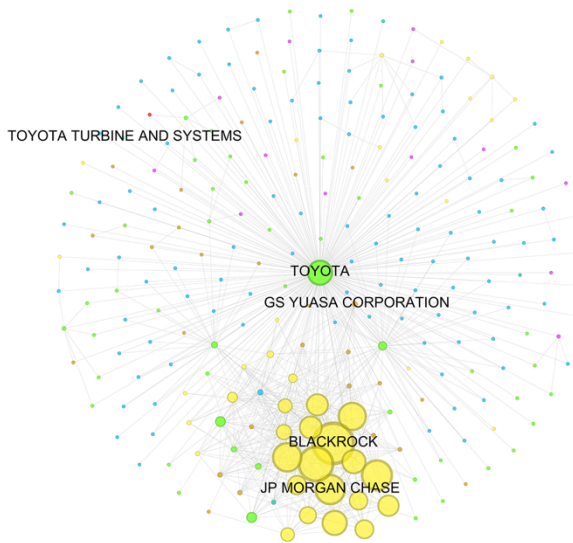 TOYOTA TURBINE AND SYSTEMS
TOYOTA
GS YUASA CORPORATION
BLACKROCK
JP MORGAN CHASE